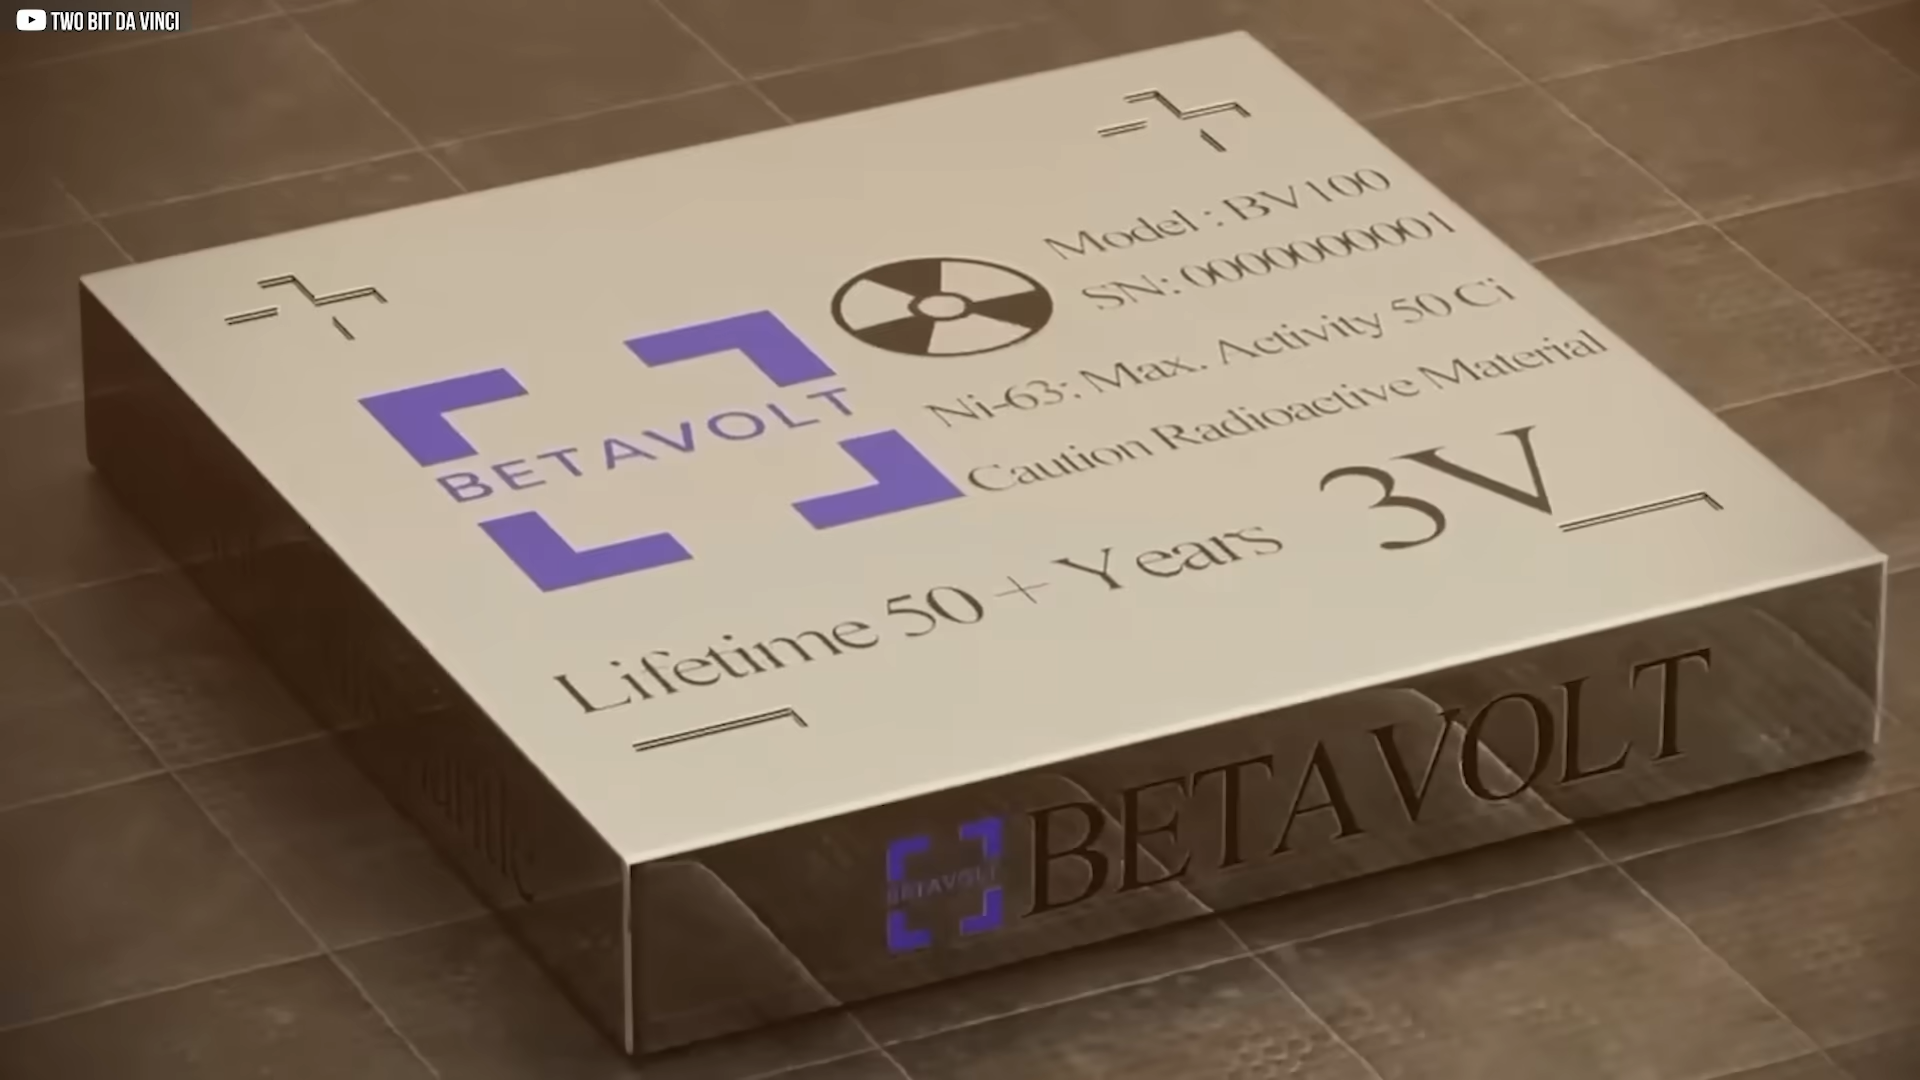 TWO BIT DA VINCI
Model : BV100
SN: 0000000001
Ni-63: Max. Activity 50 Ci
Caution Radioactive Material
BETAVOLT
Lifetime 50 + Years
3V
BETAVOLT
BETAVOLT